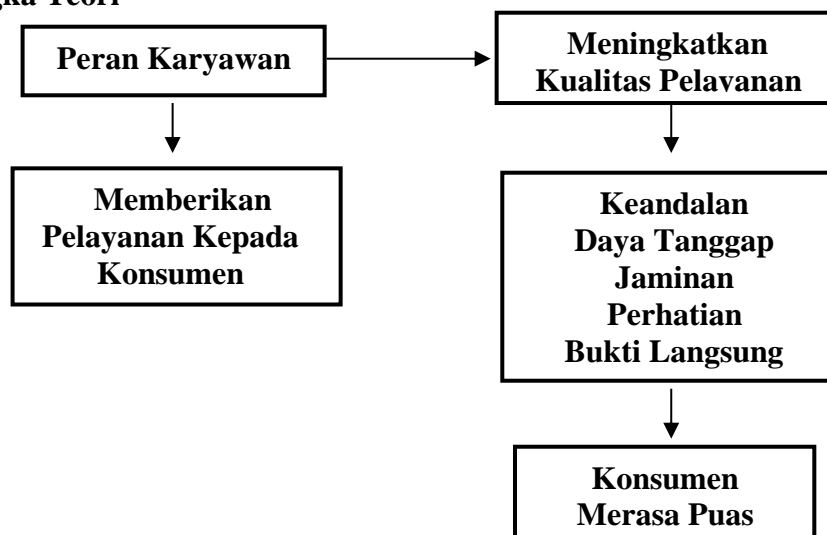 gka Teori
Peran Karyawan
Meningkatkan
Kualitas Pelayanan
Memberikan
Pelayanan Kepada
Konsumen
Keandalan
Daya Tanggap
Jaminan
Perhatian
Bukti Langsung
Konsumen
Merasa Puas